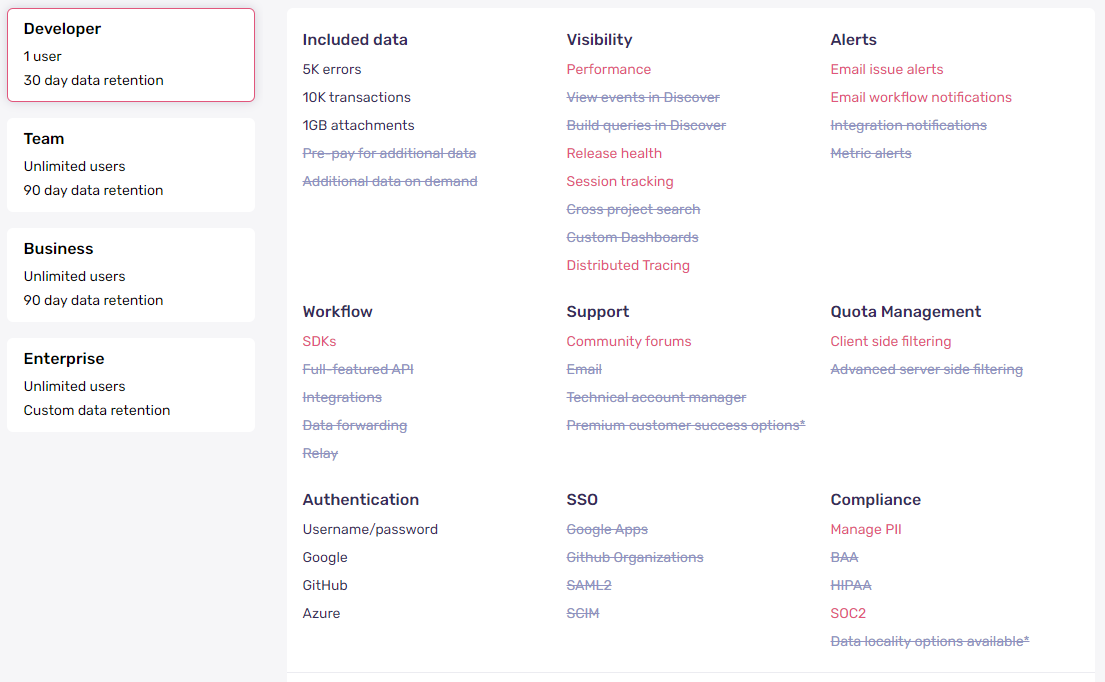 Developer
1 user
30 day data retention
Team
Unlimited users
90 day data retention
Business
Unlimited users
90 day data retention
Enterprise
Unlimited users
Custom data retention
Included data
5K errors
10K transactions
1GB attachments
Pre-pay for additional data
Additional data on demand
Visibility
Performance
View events in Discover
Build queries in Discover
Release health
Session tracking
Cross project search
Custom Dashboards
Distributed Tracing
Alerts
Email issue alerts
Email workflow notifications
Integration notifications
Metric alerts
Workflow
SDKs
Full-featured API
Integrations
Data forwarding
Relay
Support
Community forums
Email
Technical account manager
Premium customer success options*
Quota Management
Client side filtering
Advanced server side filtering
Authentication
Username/password
Google
GitHub
Azure
SSO
Google Apps
Github Organizations
SAML2
SCIM
Compliance
Manage PII
BAA
HIPAA
SOC2
Data locality options available*